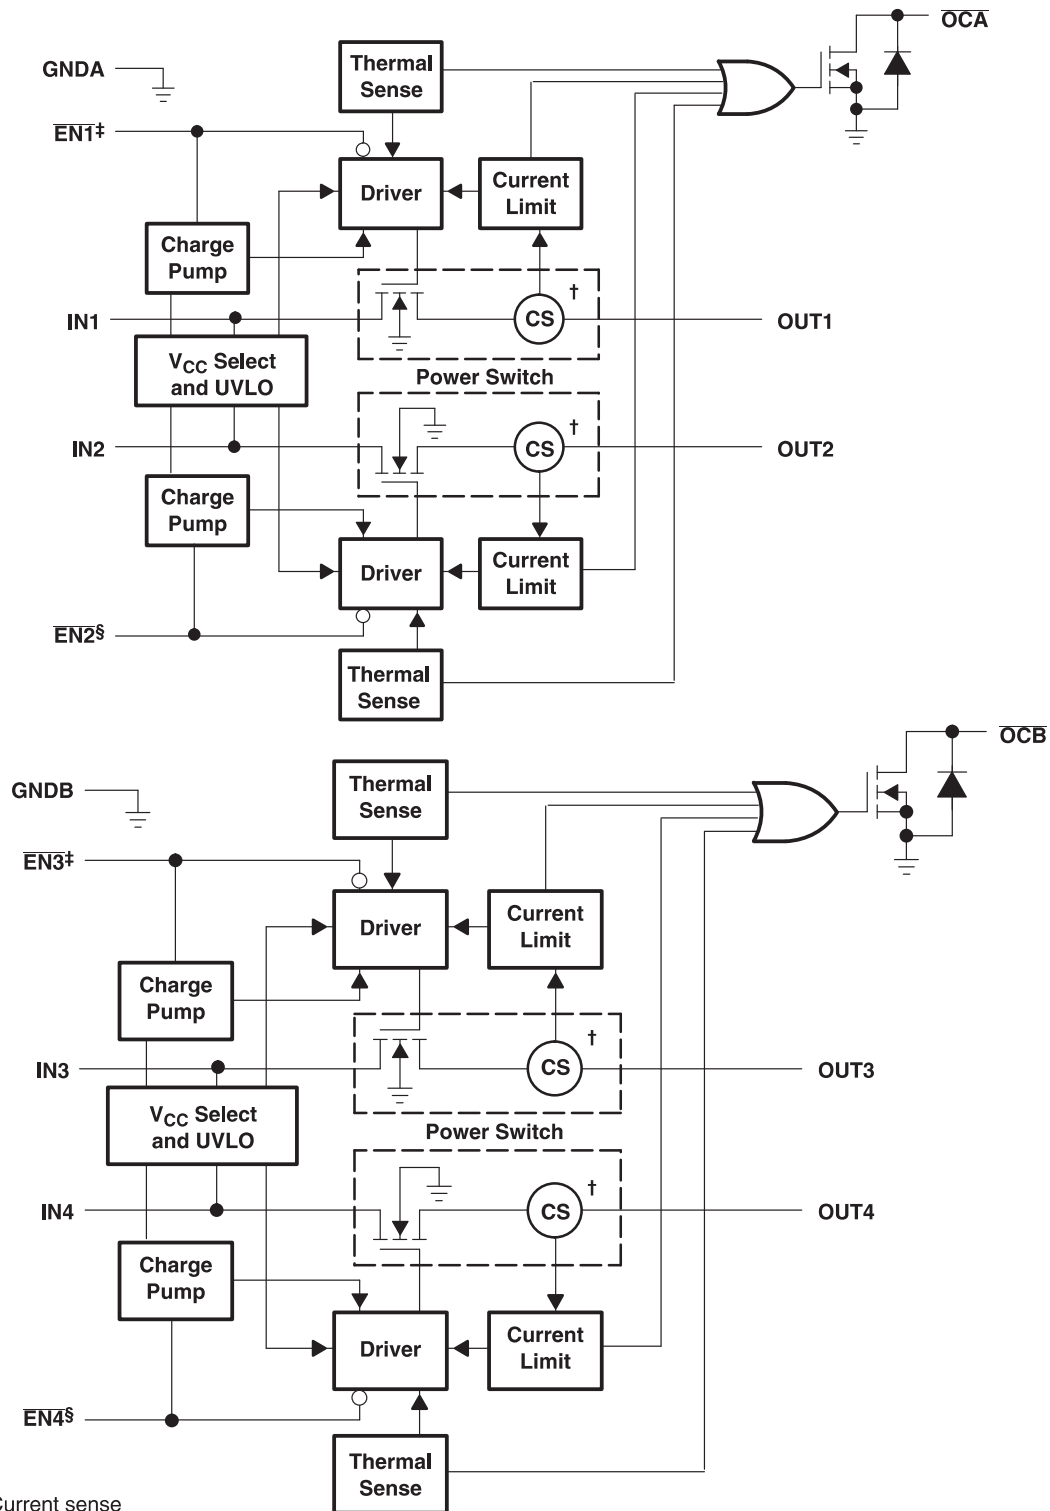 OCA
Thermal
Sense
GNDA
EN1‡
Driver
Current
Limit
Charge
Pump
†
IN1
CS
OUT1
VCC Select
and UVLO
Power Switch
†
IN2
CS
OUT2
Charge
Pump
Driver
Current
Limit
EN2§
Thermal
Sense
OCB
GNDB
Thermal
Sense
EN3‡
Driver
Current
Limit
Charge
Pump
†
IN3
CS
OUT3
VCC Select
and UVLO
Power Switch
†
IN4
CS
OUT4
Charge
Pump
Driver
Current
Limit
EN4§
Thermal
Sense
Current sense